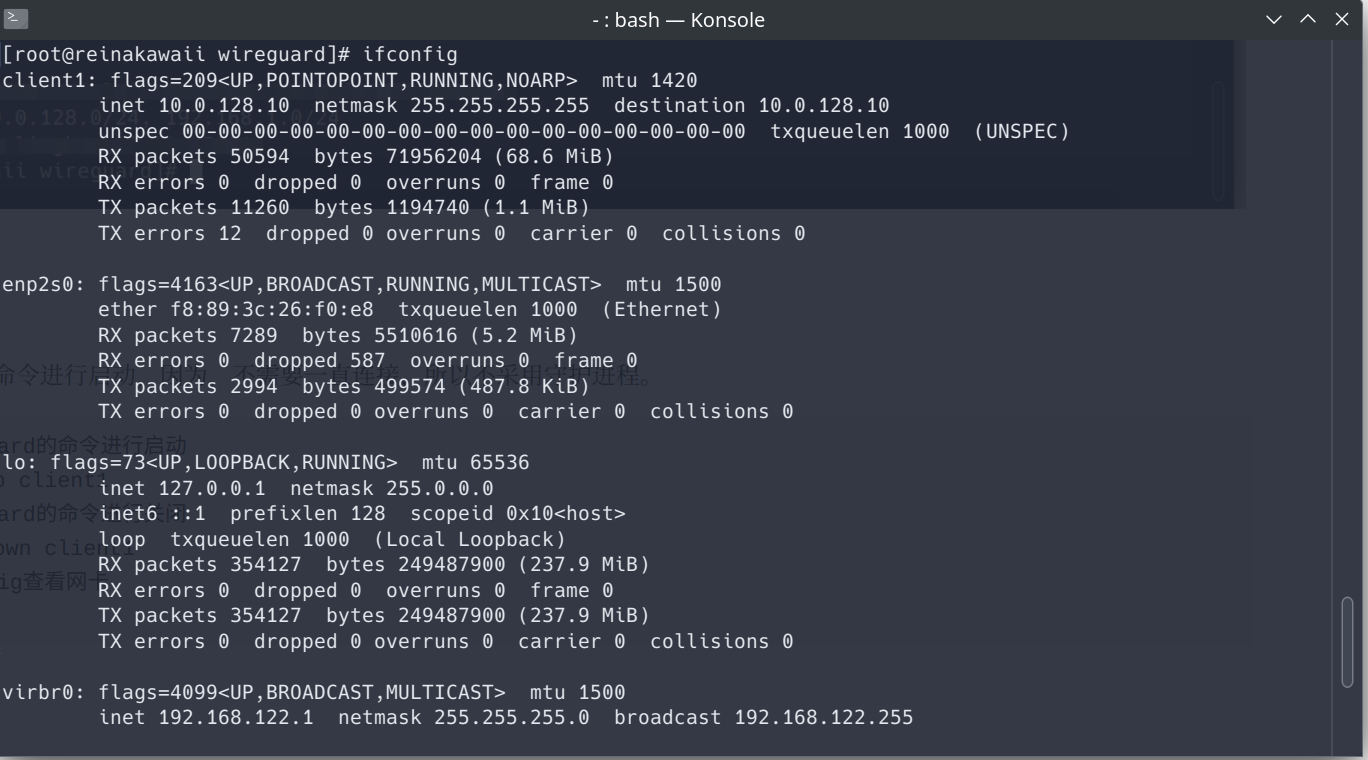 - : bash — Konsole
[root@reinakawaii wireguard]# ifconfig
client1: flags=209<UP,POINTOPOINT,RUNNING,NOARP>  mtu 1420
        inet 10.0.128.10  netmask 255.255.255.255  destination 10.0.128.10
        unspec 00-00-00-00-00-00-00-00-00-00-00-00-00-00-00-00  txqueuelen 1000  (UNSPEC)
        RX packets 50594  bytes 71956204 (68.6 MiB)
        RX errors 0  dropped 0  overruns 0  frame 0
        TX packets 11260  bytes 1194740 (1.1 MiB)
        TX errors 12  dropped 0 overruns 0  carrier 0  collisions 0
enp2s0: flags=4163<UP,BROADCAST,RUNNING,MULTICAST>  mtu 1500
        ether f8:89:3c:26:f0:e8  txqueuelen 1000  (Ethernet)
        RX packets 7289  bytes 5510616 (5.2 MiB)
        RX errors 0  dropped 587  overruns 0  frame 0
        TX packets 2994  bytes 499574 (487.8 KiB)
        TX errors 0  dropped 0 overruns 0  carrier 0  collisions 0
lo: flags=73<UP,LOOPBACK,RUNNING>  mtu 65536
        inet 127.0.0.1  netmask 255.0.0.0
        inet6 ::1  prefixlen 128  scopeid 0x10<host>
        loop  txqueuelen 1000  (Local Loopback)
        RX packets 354127  bytes 249487900 (237.9 MiB)
        RX errors 0  dropped 0  overruns 0  frame 0
        TX packets 354127  bytes 249487900 (237.9 MiB)
        TX errors 0  dropped 0 overruns 0  carrier 0  collisions 0
virbr0: flags=4099<UP,BROADCAST,MULTICAST>  mtu 1500
        inet 192.168.122.1  netmask 255.255.255.0  broadcast 192.168.122.255